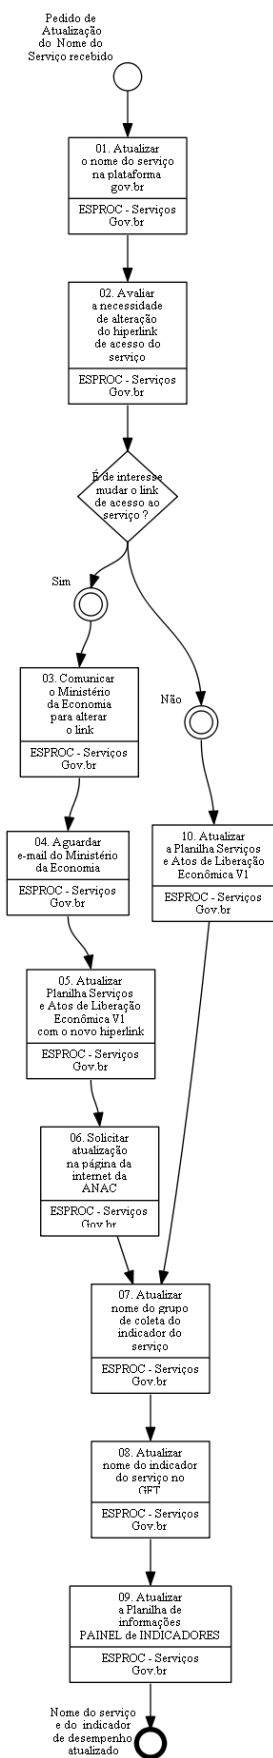 Pedido de
Atualização
do Nome do
Serviço recebido
01. Atualizar
o nome do serviço
na plataforma
gov.br
ESPROC - Serviços
Gov.br
02. Avaliar
a necessidade
de alteração
do hiperlink
de acesso do
serviço
ESPROC - Serviços
Gov.br
É de interesse
mudar o link
de acesso ao
serviço ?
Sim
03. Comunicar
o Ministério
da Economia
para alterar
o link
ESPROC - Serviços
Gov.br
Não
04. Aguardar
e-mail do Ministério
da Economia
ESPROC - Serviços
Gov.br
10. Atualizar
a Planilha Serviços
e Atos de Liberação
Econômica V1
ESPROC - Serviços
Gov.br
05. Atualizar
Planilha Serviços
e Atos de Liberação
Econômica V1
com o novo hiperlink
ESPROC - Serviços
Gov.br
06. Solicitar
atualização
na página da
internet da
ANAC
ESPROC - Serviços
Gov.br
07. Atualizar
nome do grupo
de coleta do
indicador do
serviço
ESPROC - Serviços
Gov.br
08. Atualizar
nome do indicador
do serviço no
GFT
ESPROC - Serviços
Gov.br
09. Atualizar
a Planilha de
informações
PAINEL de INDICADORES
ESPROC - Serviços
Gov.br
Nome do serviço
e do indicador
de desempenho
atualizado